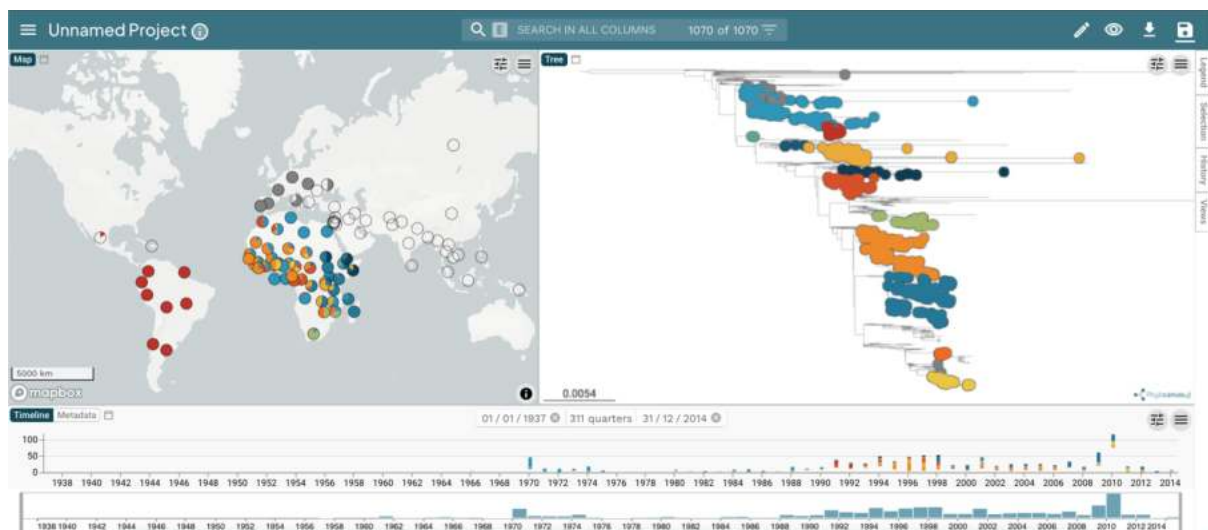 Unnamed Project
SEARCH IN ALL COLUMNS 1070 of 1070
Map
Tree
Legend
Selection
History
Views
5000 km
mapbox
0.0054
Timeline Metadata
01 / 01 / 1937 311 quarters 31 / 12 / 2014
100
50
0
1938 1940 1942 1944 1946 1948 1950 1952 1954 1956 1958 1960 1962 1964 1966 1968 1970 1972 1974 1976 1978 1980 1982 1984 1986 1988 1990 1992 1994 1996 1998 2000 2002 2004 2006 2008 2010 2012 2014
1938 1940 1942 1944 1946 1948 1950 1952 1954 1956 1958 1960 1962 1964 1966 1968 1970 1972 1974 1976 1978 1980 1982 1984 1986 1988 1990 1992 1994 1996 1998 2000 2002 2004 2006 2008 2010 2012 2014